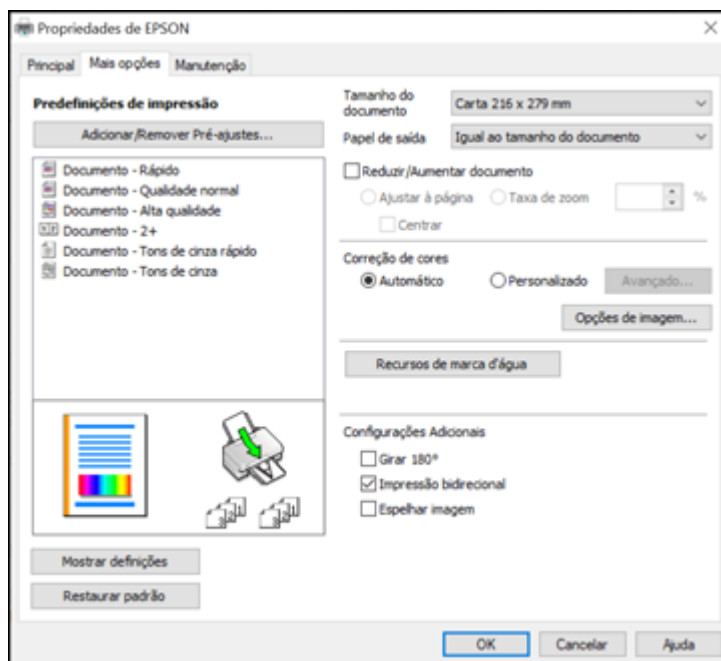 Propriedades de EPSON
Principal Mais opções Manutenção
Predefinições de impressão
Adicionar/Remover Pré-ajustes...
Documento - Rápido
Documento - Qualidade normal
Documento - Alta qualidade
Documento - 2+
Documento - Tons de cinza rápido
Documento - Tons de cinza
Mostrar definições
Restaurar padrão
Tamanho do
documento
Carta 216 x 279 mm
Papel de saída Igual ao tamanho do documento
Reduzir/Aumentar documento
Ajustar à página Taxa de zoom %
Centrar
Correção de cores
Automático Personalizado Avançado...
Opções de imagem...
Recursos de marca d'água
Configurações Adicionais
Girar 180°
Impressão bidirecional
Espelhar imagem
OK Cancelar Ajuda